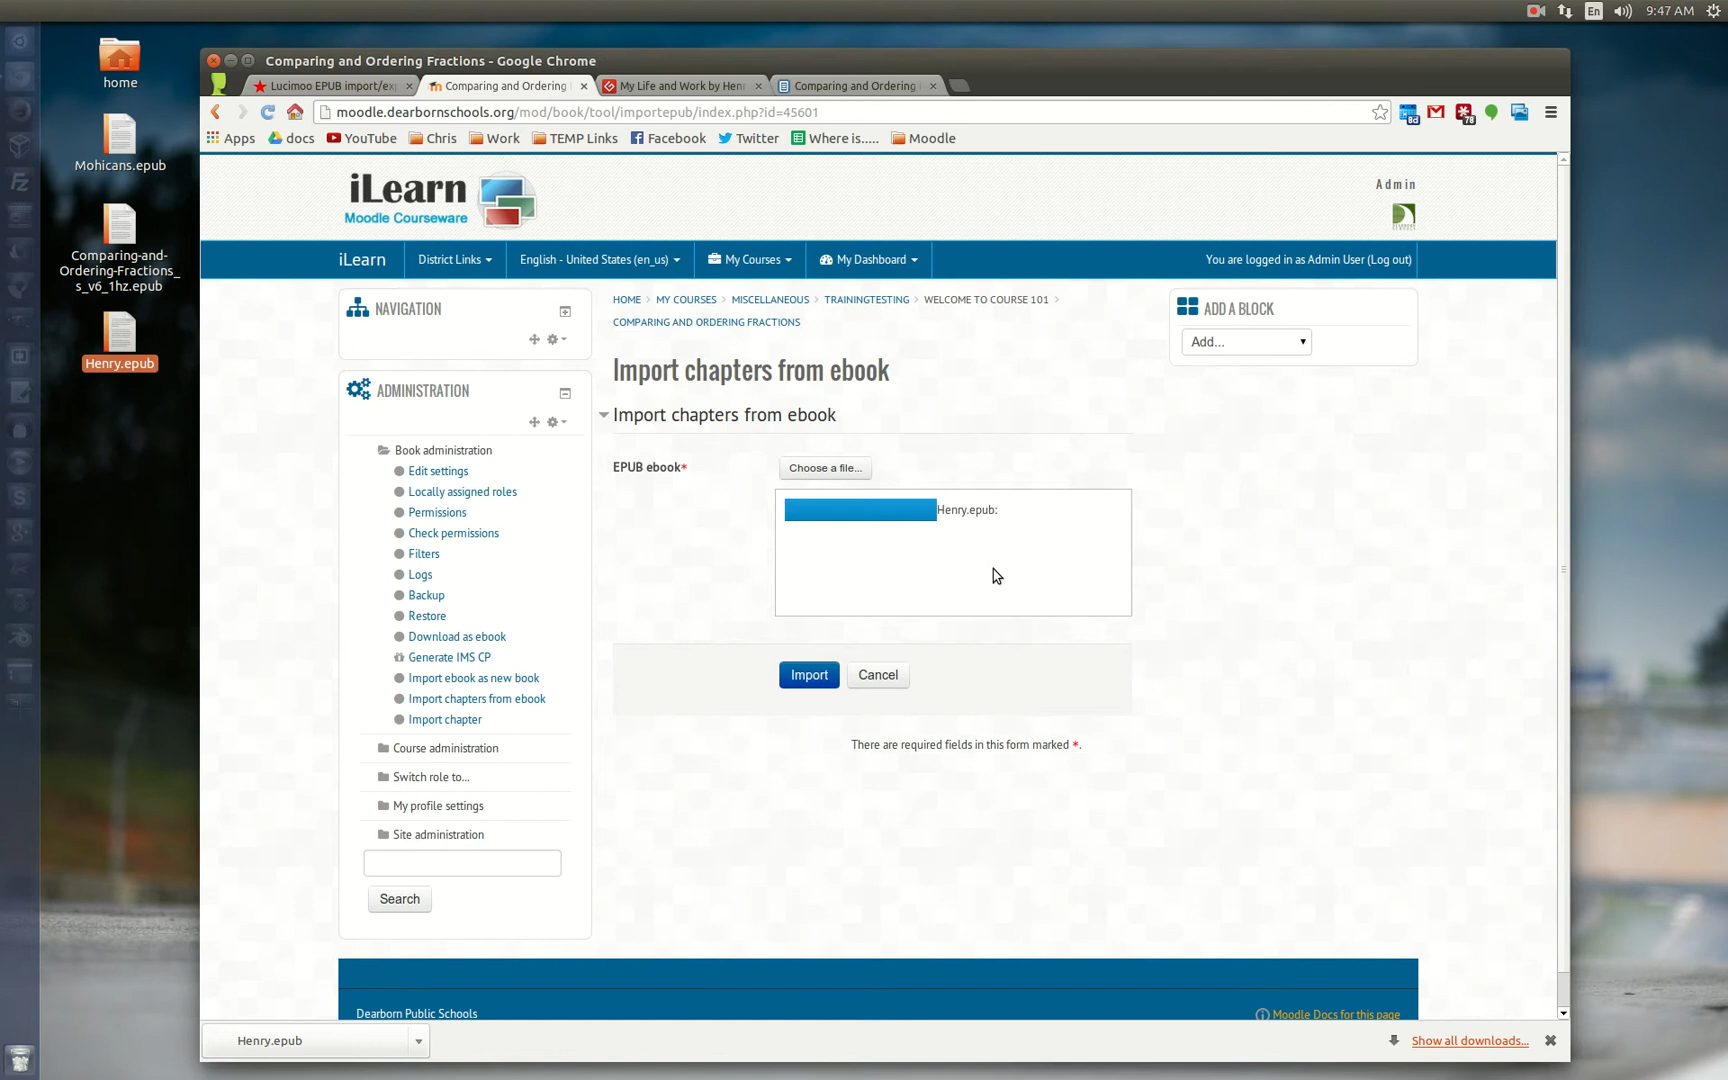 En
9:47 AM
home
Mohicans.epub
Comparing-and-
Ordering-Fractions_
s_v6_1hz.epub
Henry.epub
Comparing and Ordering Fractions - Google Chrome
Lucimoo EPUB import/ex
Comparing and Ordering
My Life and Work by Henr
Comparing and Ordering
moodle.dearbornschools.org/mod/book/tool/importepub/index.php?id=45601
8d
78
Apps
docs
YouTube
Chris
Work
TEMP Links
Facebook
Twitter
Where is.....
Moodle
iLearn
Moodle Courseware
Admin
iLearn
District Links
English - United States (en_us)
My Courses
My Dashboard
You are logged in as Admin User (Log out)
NAVIGATION
HOME
MY COURSES
MISCELLANEOUS
TRAININGTESTING
WELCOME TO COURSE 101
COMPARING AND ORDERING FRACTIONS
ADD A BLOCK
Add...
ADMINISTRATION
Book administration
Edit settings
Locally assigned roles
Permissions
Check permissions
Filters
Logs
Backup
Restore
Download as ebook
Generate IMS CP
Import ebook as new book
Import chapters from ebook
Import chapter
Course administration
Switch role to...
My profile settings
Site administration
Search
Import chapters from ebook
Import chapters from ebook
EPUB ebook*
Choose a file...
Henry.epub:
Import
Cancel
There are required fields in this form marked *.
Dearborn Public Schools
Moodle Docs for this page
Henry.epub
Show all downloads...